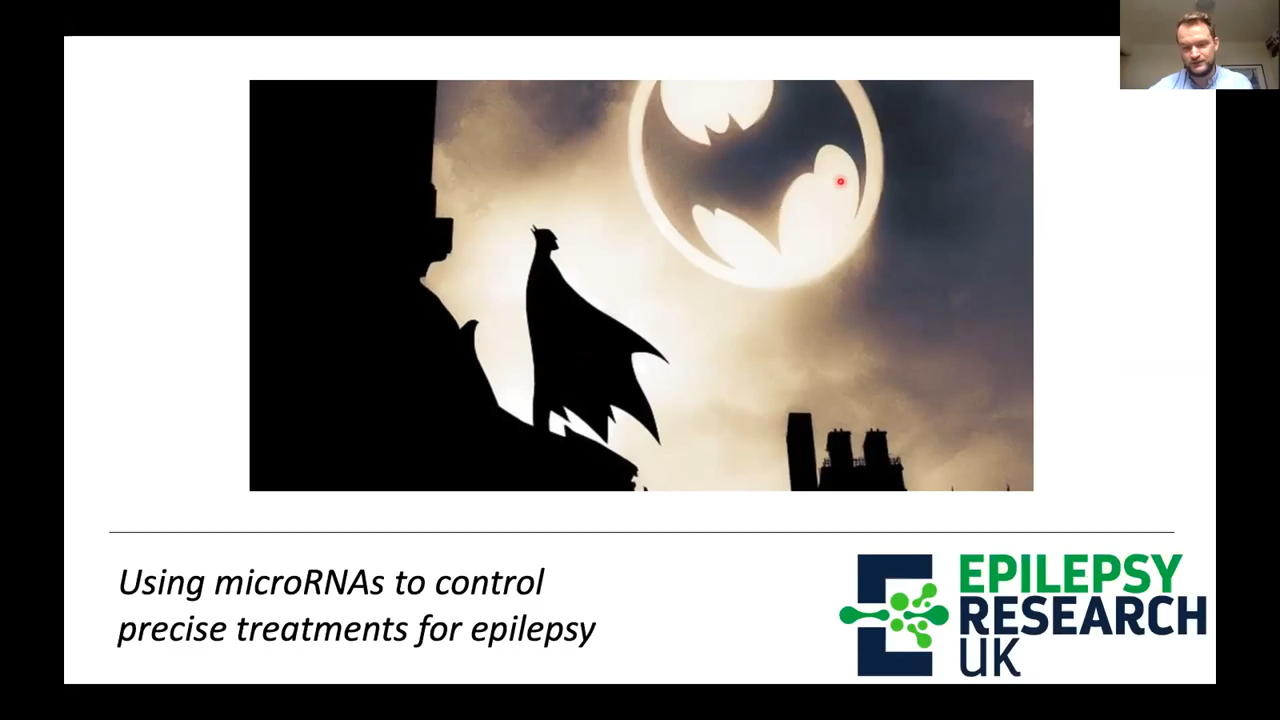 Using microRNAs to control
precise treatments for epilepsy
EPILEPSY
RESEARCH
UK